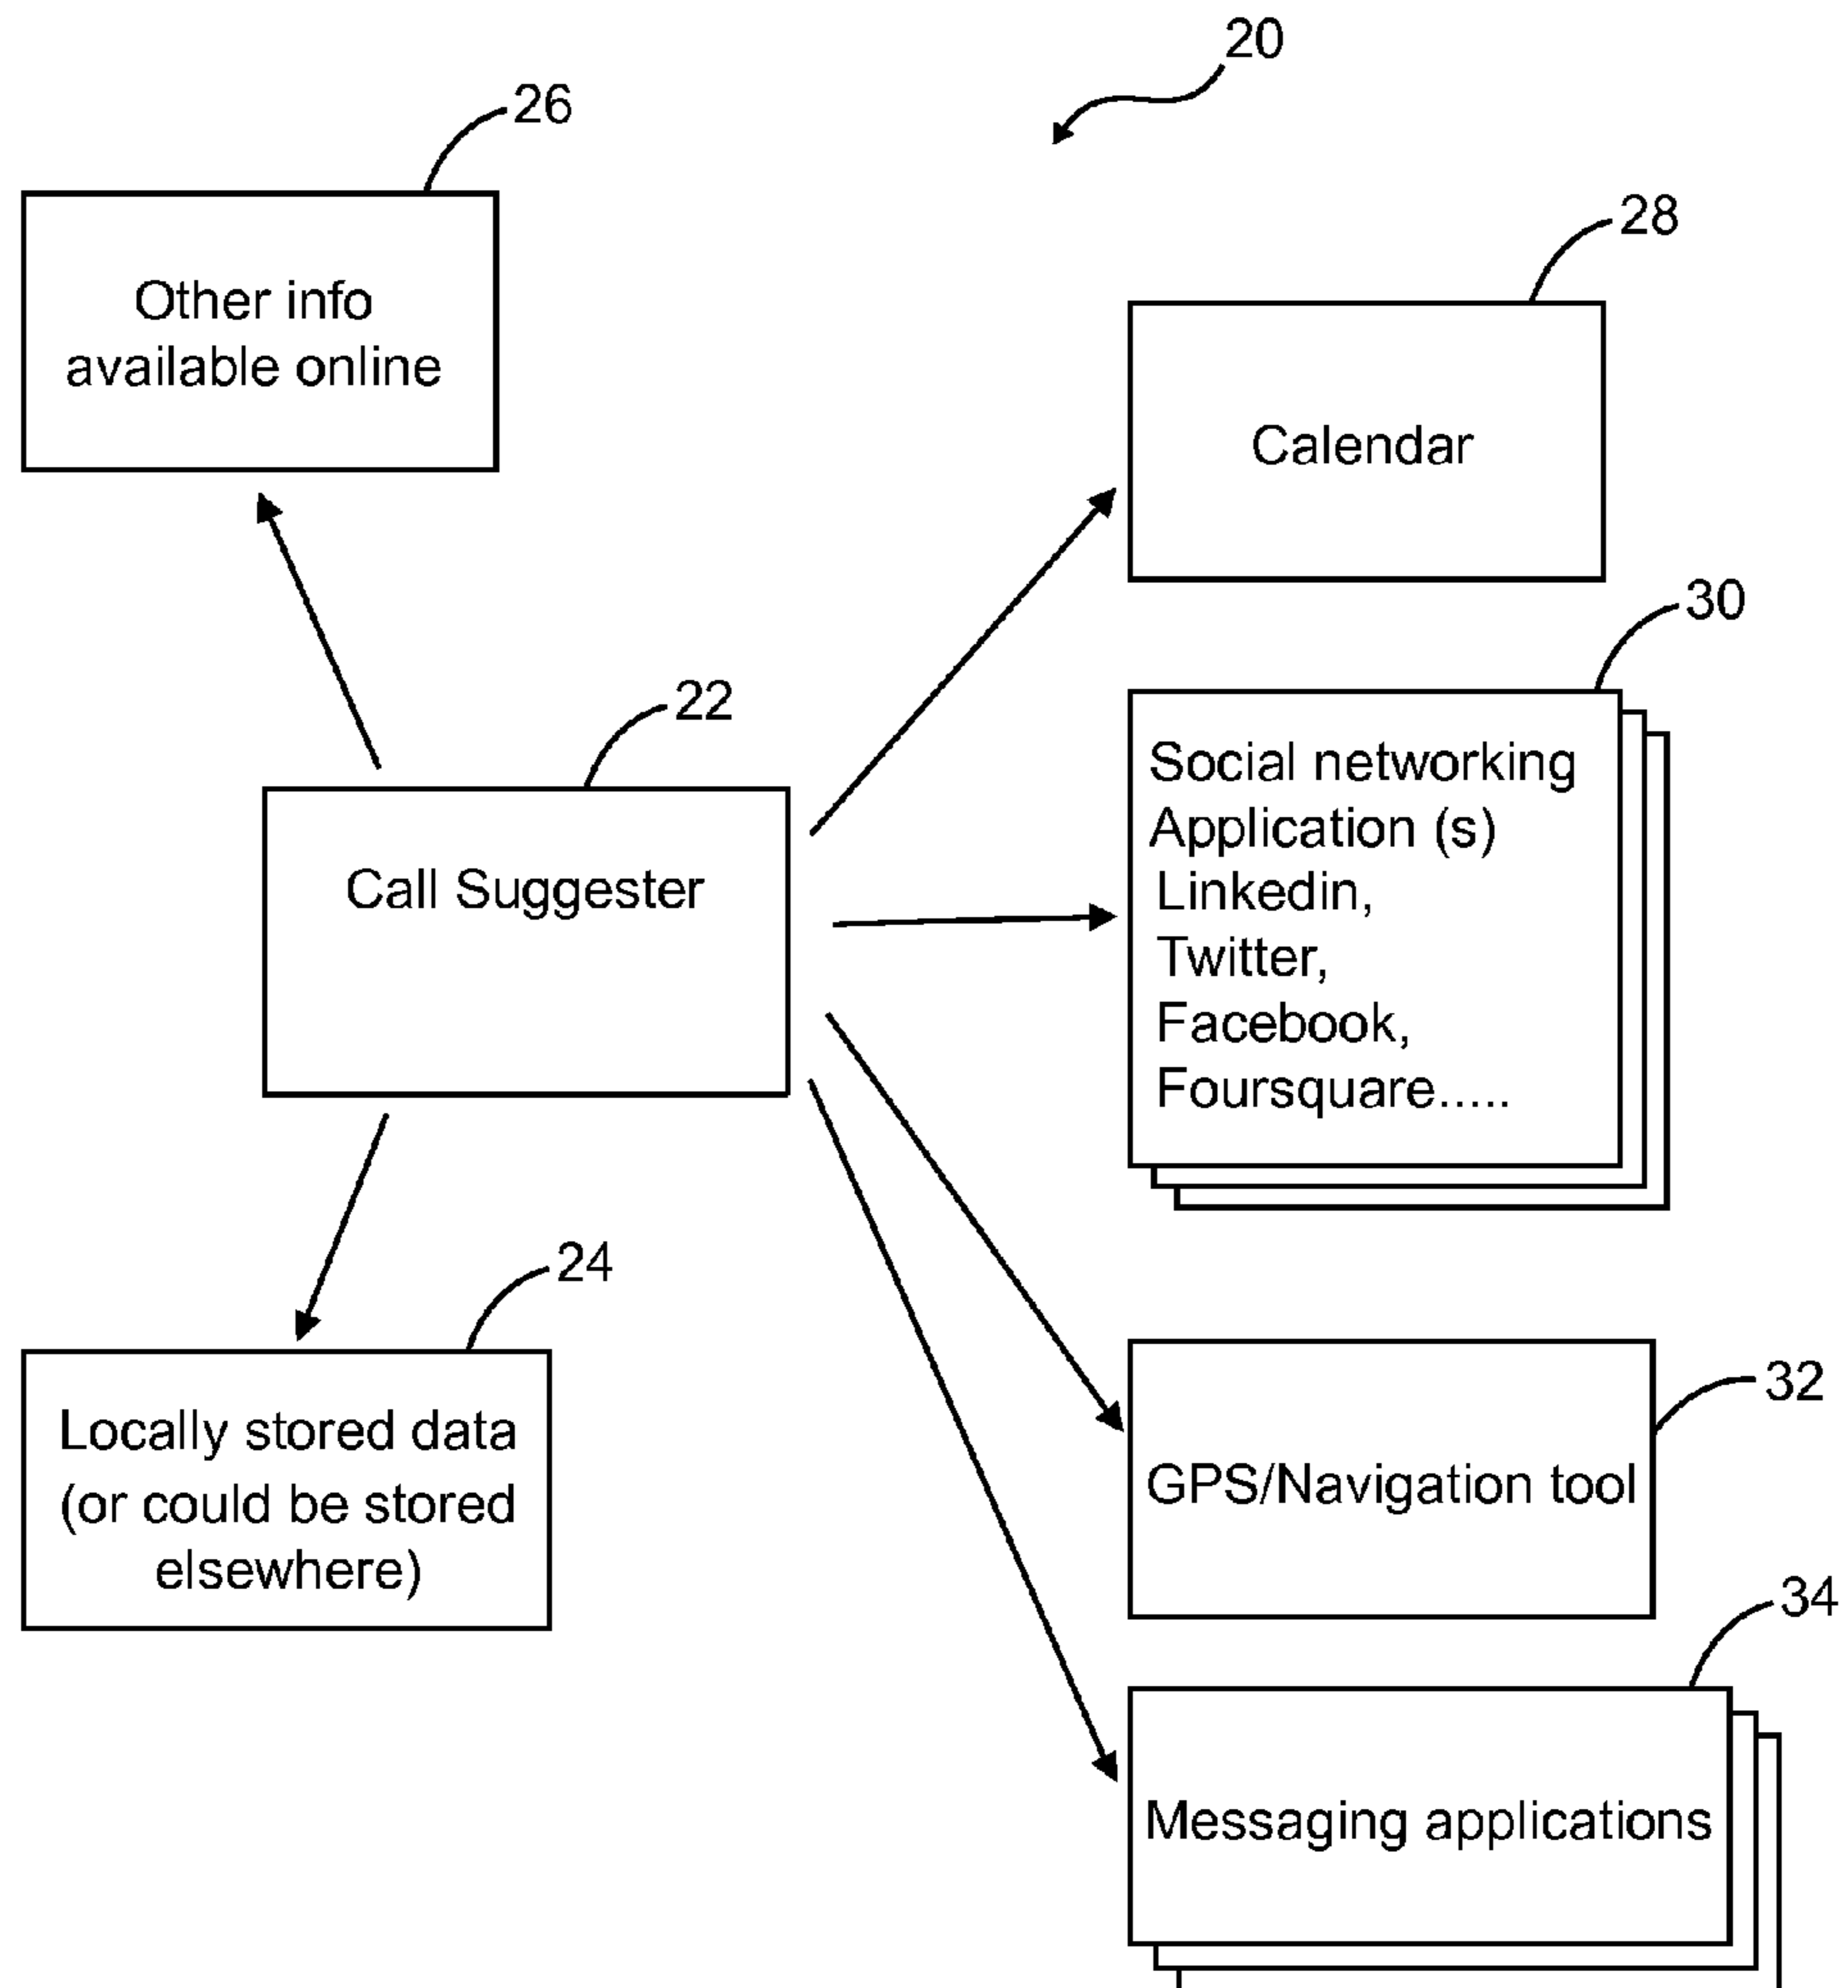 20
26
Other info
available online
28
Calendar
22
Call Suggester
30
Social networking
Application (s)
Linkedin,
Twitter,
Facebook,
Foursquare.....
24
Locally stored data
(or could be stored
elsewhere)
32
GPS/Navigation tool
34
Messaging applications